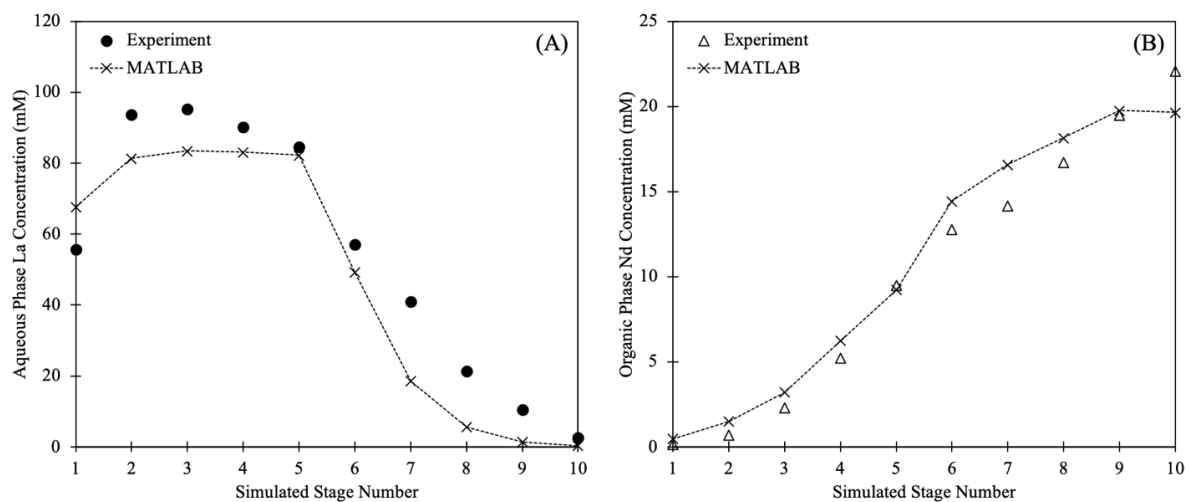 (A)
Experiment
MATLAB
Aqueous Phase La Concentration (mM)
120
100
80
60
40
20
0
1 2 3 4 5 6 7 8 9 10
Simulated Stage Number
(B)
Experiment
MATLAB
Organic Phase Nd Concentration (mM)
25
20
15
10
5
0
1 2 3 4 5 6 7 8 9 10
Simulated Stage Number